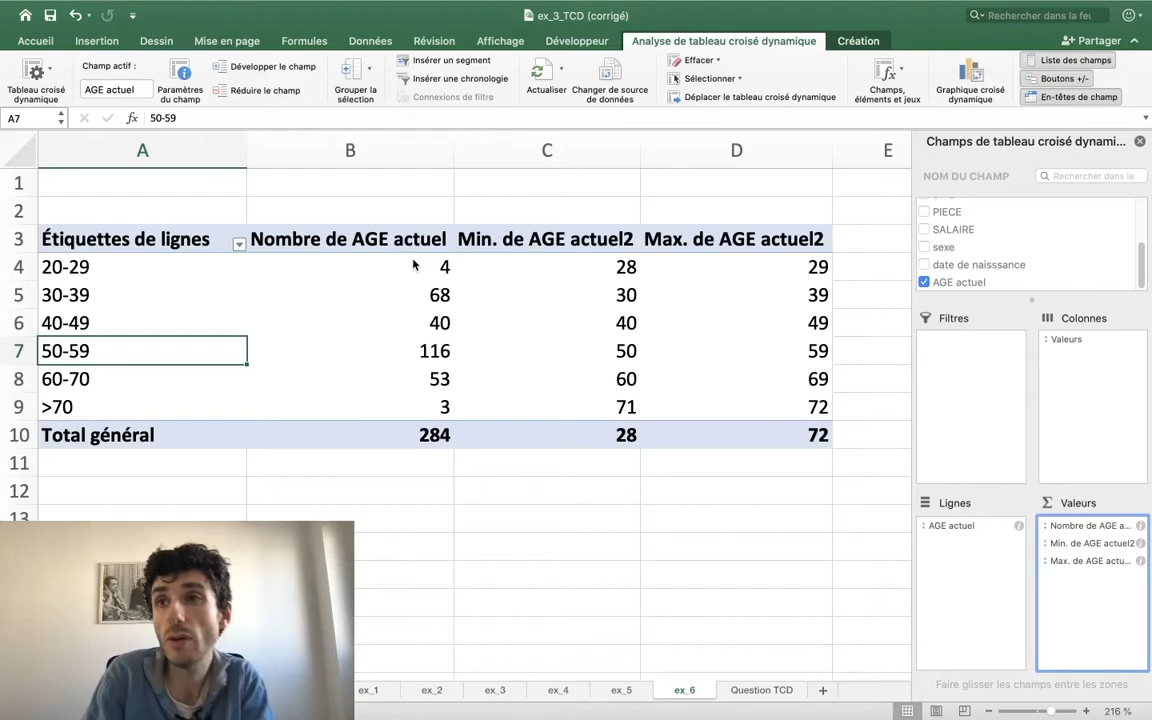 ex_3_TCD (corrigé)
Rechercher dans la feu
Accueil Insertion Dessin Mise en page Formules Données Révision Affichage Développeur Analyse de tableau croisé dynamique Création Partager
Tableau croisé dynamique
Champ actif :
AGE actuel
Paramètres du champ
Développer le champ
Réduire le champ
Grouper la sélection
Insérer un segment
Insérer une chronologie
Connexions de filtre
Actualiser
Changer de source de données
Effacer
Sélectionner
Déplacer le tableau croisé dynamique
Champs, éléments et jeux
Graphique croisé dynamique
Liste des champs
Boutons +/-
En-têtes de champ
A7 fx 50-59
A B C D E
1
2
3 Étiquettes de lignes Nombre de AGE actuel Min. de AGE actuel2 Max. de AGE actuel2
4 20-29 4 28 29
5 30-39 68 30 39
6 40-49 40 40 49
7 50-59 116 50 59
8 60-70 53 60 69
9 >70 3 71 72
10 Total général 284 28 72
11
12
13
Champs de tableau croisé dynami...
NOM DU CHAMP
Rechercher dans le
PIECE
SALAIRE
sexe
date de naisssance
AGE actuel
Filtres
Colonnes
Valeurs
Lignes
AGE actuel
Valeurs
Nombre de AGE a...
Min. de AGE actuel2
Max. de AGE actu...
Faire glisser les champs entre les zones
ex_1 ex_2 ex_3 ex_4 ex_5 ex_6 Question TCD +
216 %